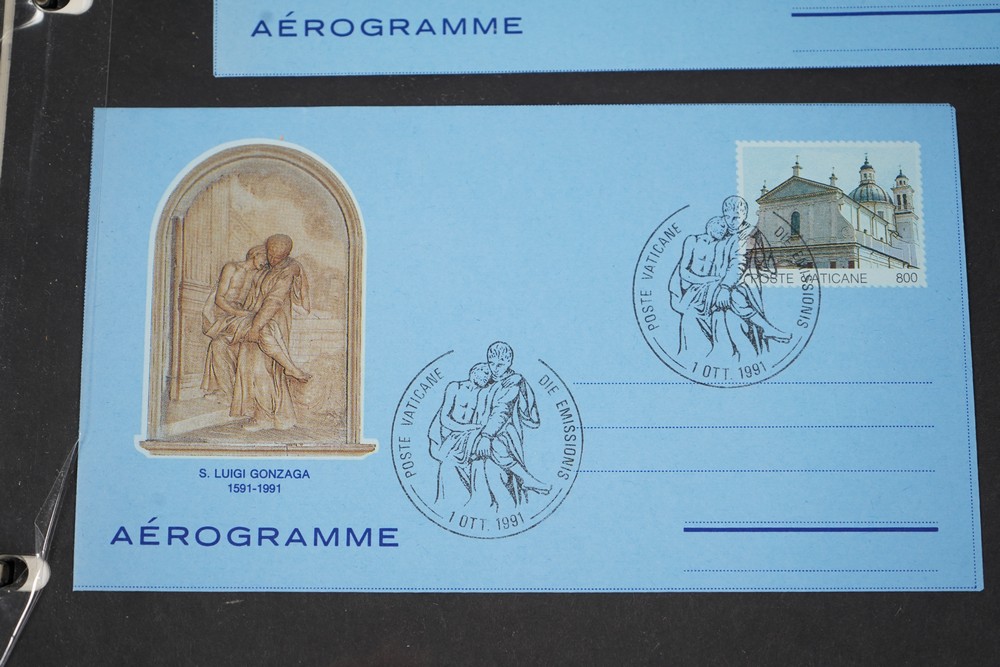 AÉROGRAMME
POSTE VATICANE
800
POSTE VATICANE
DIE EMISSIONIS
1 OTT. 1991
POSTE VATICANE
DIE EMISSIONIS
1 OTT. 1991
S. LUIGI GONZAGA
1591-1991
AÉROGRAMME